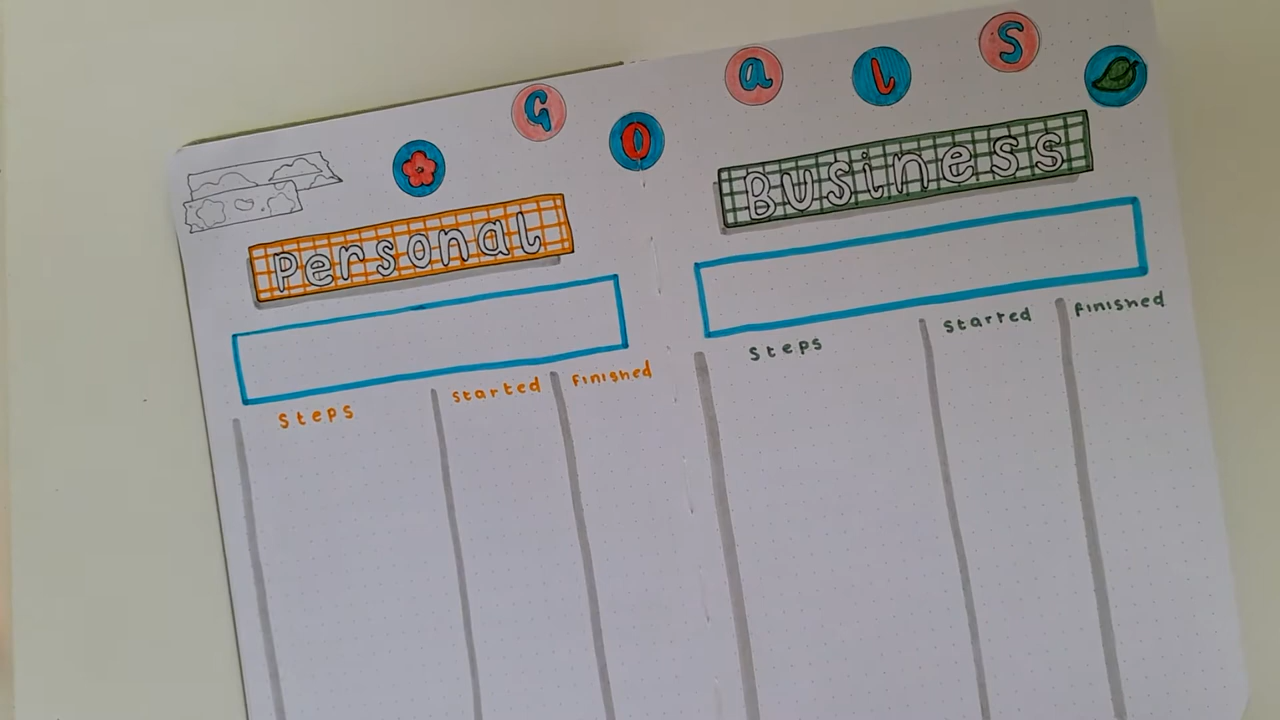 GOalS
Personal
Business
Steps started finished
Steps started finished